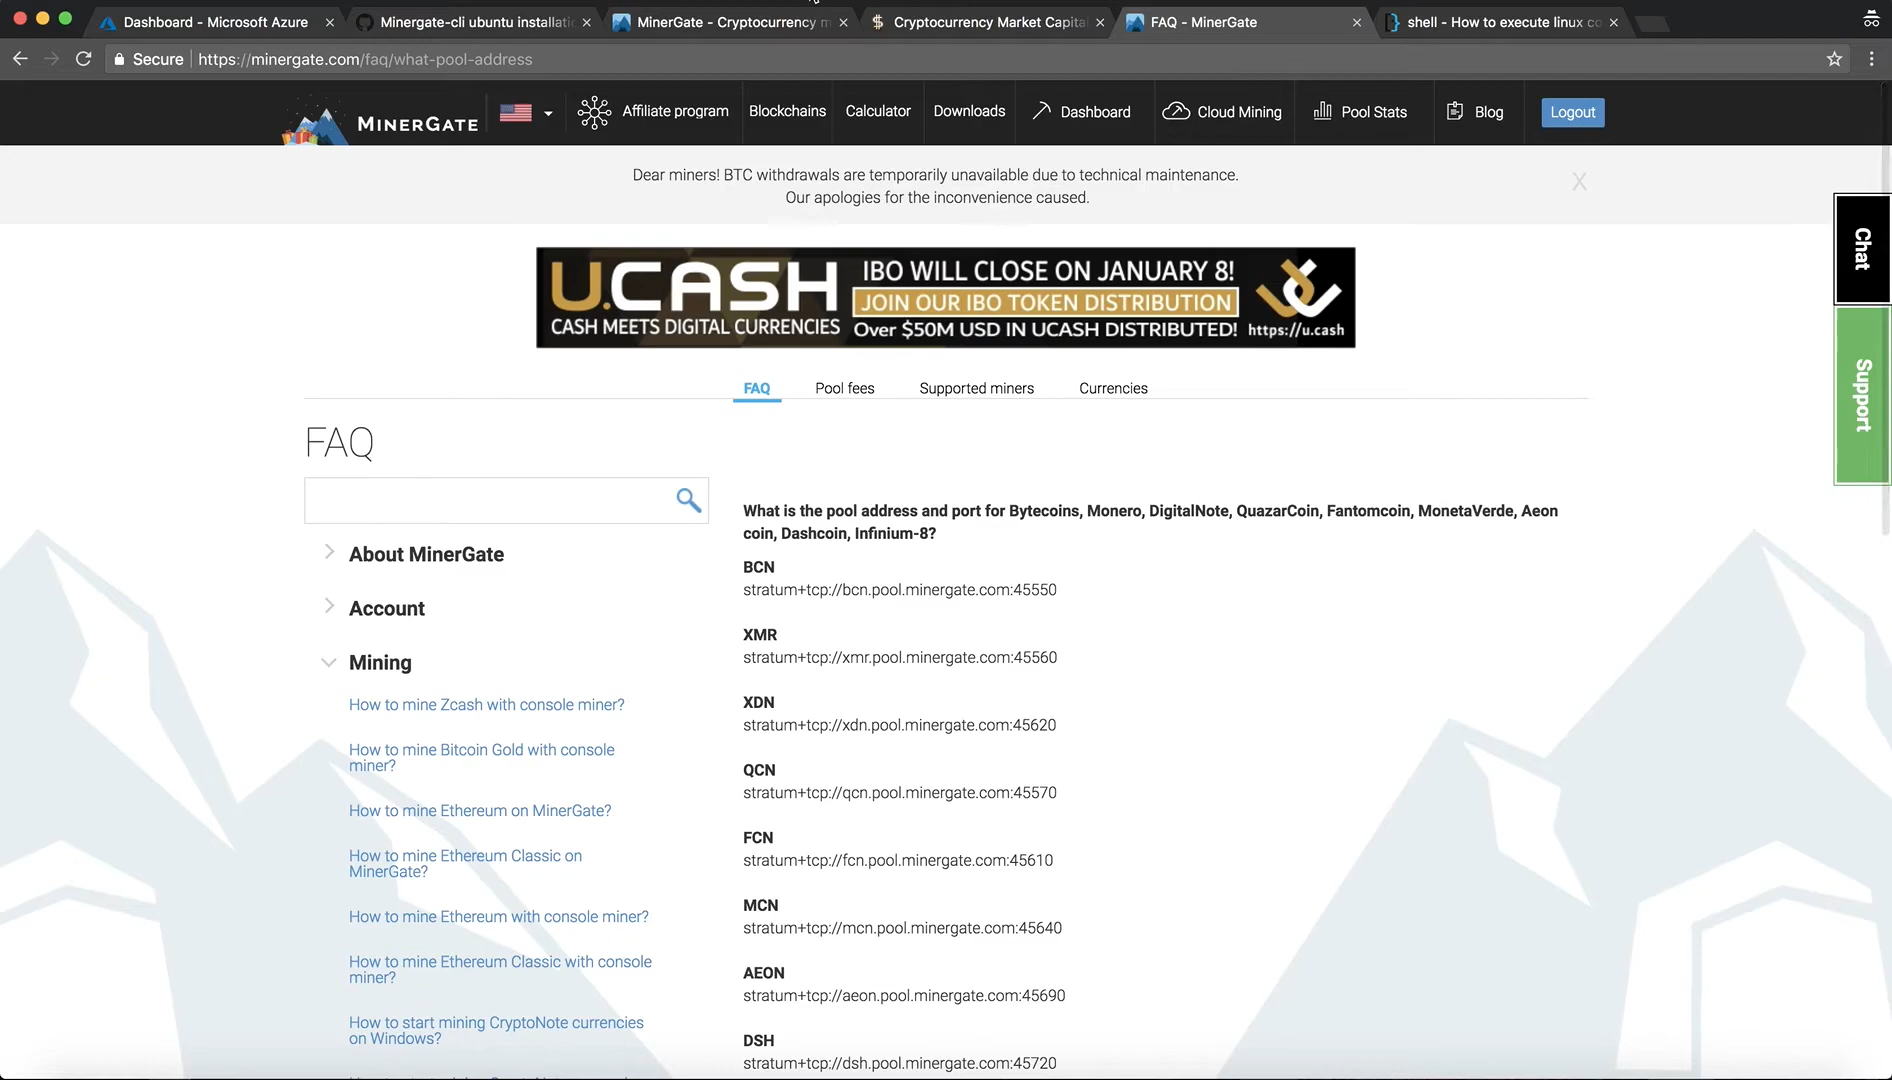 Dashboard - Microsoft Azure
Minergate-cli ubuntu installatio
MinerGate - Cryptocurrency m
Cryptocurrency Market Capita
FAQ - MinerGate
shell - How to execute linux co
Secure https://minergate.com/faq/what-pool-address
MINERGATE
Affiliate program
Blockchains
Calculator
Downloads
Dashboard
Cloud Mining
Pool Stats
Blog
Logout
Dear miners! BTC withdrawals are temporarily unavailable due to technical maintenance.
Our apologies for the inconvenience caused.
X
Chat
Support
U.CASH
CASH MEETS DIGITAL CURRENCIES
IBO WILL CLOSE ON JANUARY 8!
JOIN OUR IBO TOKEN DISTRIBUTION
Over $50M USD IN UCASH DISTRIBUTED!
https://u.cash
FAQ
Pool fees
Supported miners
Currencies
FAQ
About MinerGate
Account
Mining
How to mine Zcash with console miner?
How to mine Bitcoin Gold with console
miner?
How to mine Ethereum on MinerGate?
How to mine Ethereum Classic on
MinerGate?
How to mine Ethereum with console miner?
How to mine Ethereum Classic with console
miner?
How to start mining CryptoNote currencies
on Windows?
What is the pool address and port for Bytecoins, Monero, DigitalNote, QuazarCoin, Fantomcoin, MonetaVerde, Aeon
coin, Dashcoin, Infinium-8?
BCN
stratum+tcp://bcn.pool.minergate.com:45550
XMR
stratum+tcp://xmr.pool.minergate.com:45560
XDN
stratum+tcp://xdn.pool.minergate.com:45620
QCN
stratum+tcp://qcn.pool.minergate.com:45570
FCN
stratum+tcp://fcn.pool.minergate.com:45610
MCN
stratum+tcp://mcn.pool.minergate.com:45640
AEON
stratum+tcp://aeon.pool.minergate.com:45690
DSH
stratum+tcp://dsh.pool.minergate.com:45720